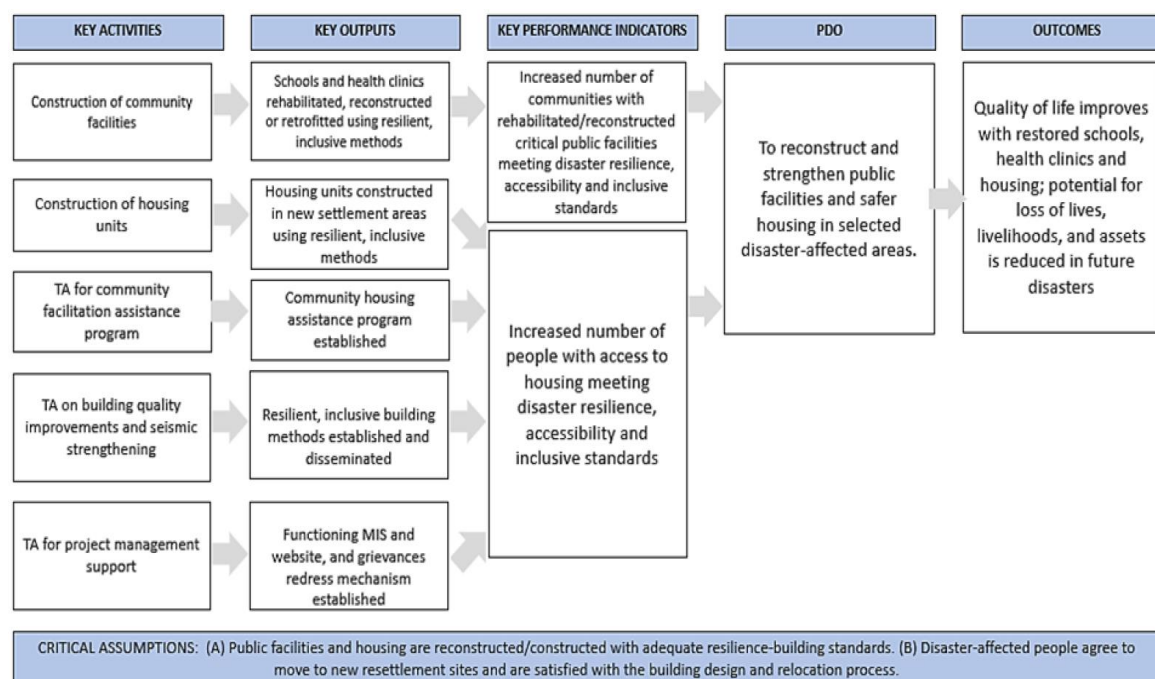 KEY ACTIVITIES
KEY OUTPUTS
KEY PERFORMANCE INDICATORS
PDO
OUTCOMES
Construction of community
facilities
Schools and health clinics
rehabilitated, reconstructed
or retrofitted using resilient,
inclusive methods
Increased number of
communities with
rehabilitated/reconstructed
critical public facilities
meeting disaster resilience,
accessibility and inclusive
standards
To reconstruct and
strengthen public
facilities and safer
housing in selected
disaster-affected areas.
Quality of life improves
with restored schools,
health clinics and
housing; potential for
loss of lives,
livelihoods, and assets
is reduced in future
disasters
Construction of housing
units
Housing units constructed
in new settlement areas
using resilient, inclusive
methods
TA for community
facilitation assistance
program
Community housing
assistance program
established
Increased number of
people with access to
housing meeting
disaster resilience,
accessibility and
inclusive standards
TA on building quality
improvements and seismic
strengthening
Resilient, inclusive building
methods established and
disseminated
TA for project management
support
Functioning MIS and
website, and grievances
redress mechanism
established
CRITICAL ASSUMPTIONS: (A) Public facilities and housing are reconstructed/constructed with adequate resilience-building standards. (B) Disaster-affected people agree to
move to new resettlement sites and are satisfied with the building design and relocation process.